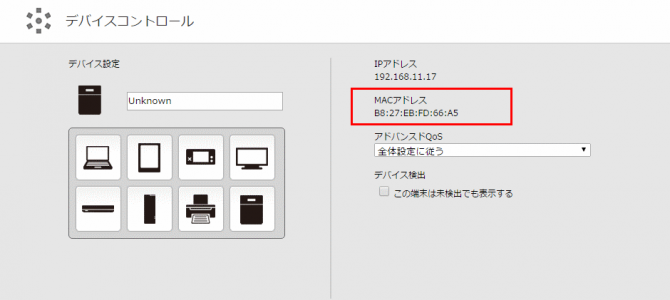 デバイスコントロール
デバイス設定
Unknown
IPアドレス
192.168.11.17
MACアドレス
B8:27:EB:FD:66:A5
アドバンスドQoS
全体設定に従う
デバイス検出
この端末は未検出でも表示する